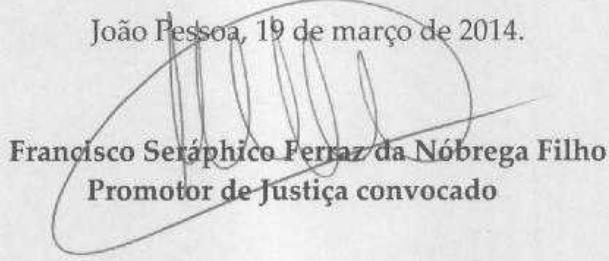 João Pessoa, 19 de março de 2014.
Francisco Seráphico Ferraz da Nóbrega Filho
Promotor de Justiça convocado